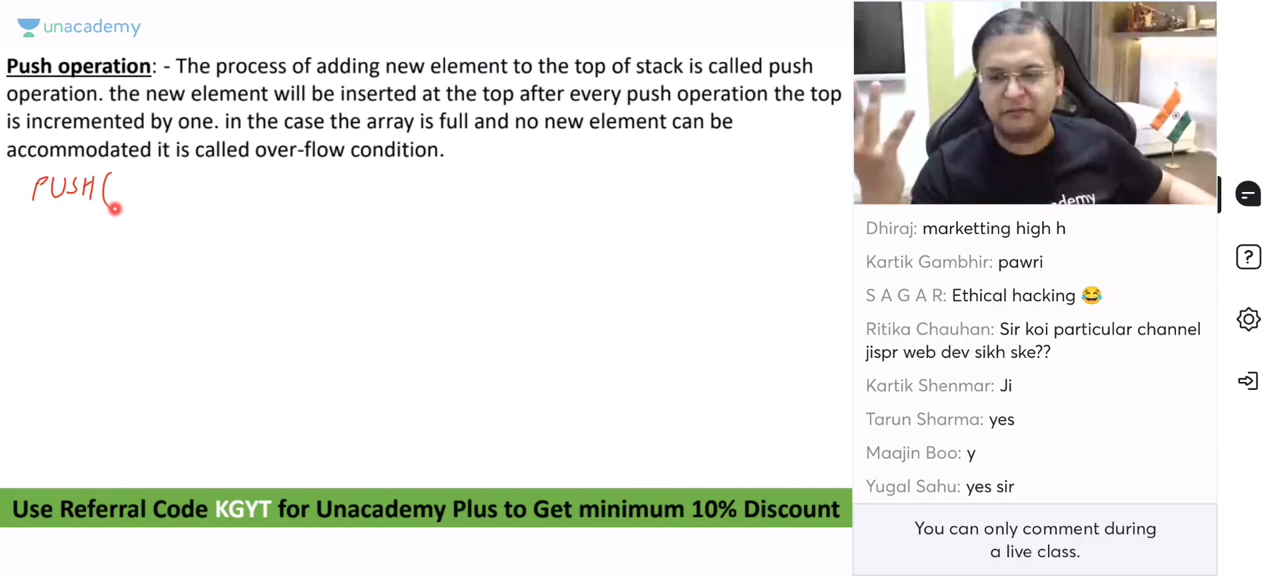 unacademy
Push operation: - The process of adding new element to the top of stack is called push
operation. the new element will be inserted at the top after every push operation the top
is incremented by one. in the case the array is full and no new element can be
accommodated it is called over-flow condition.
PUSH (
Use Referral Code KGYT for Unacademy Plus to Get minimum 10% Discount
ademy
Dhiraj: marketting high h
Kartik Gambhir: pawri
S A G A R: Ethical hacking 😂
Ritika Chauhan: Sir koi particular channel
jispr web dev sikh ske??
Kartik Shenmar: Ji
Tarun Sharma: yes
Maajin Boo: y
Yugal Sahu: yes sir
You can only comment during
a live class.